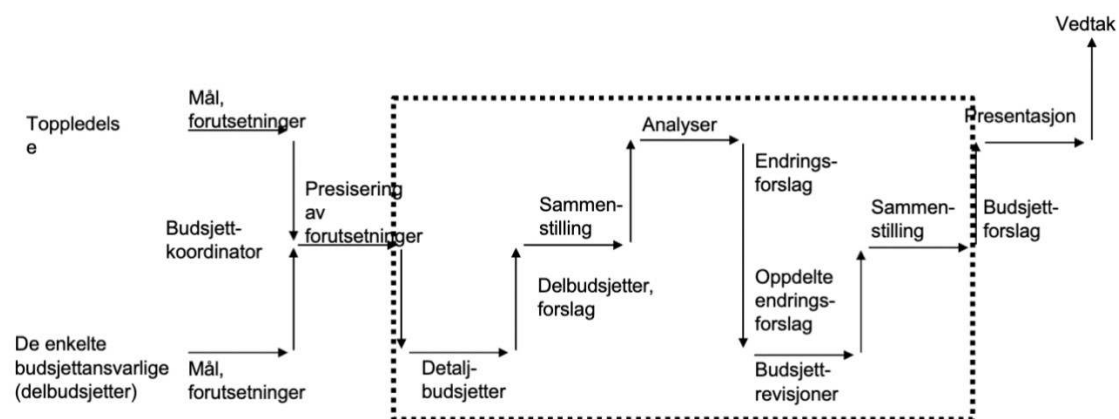 Vedtak
Mål,
forutsetninger
Toppledels
e
Analyser
Presentasjon
Endrings-
forslag
Presisering
av
forutsetninger
Budsjett-
koordinator
Sammen-
stilling
Sammen-
stilling
Budsjett-
forslag
Delbudsjetter,
forslag
Oppdelte
endrings-
forslag
De enkelte
budsjettansvarlige
(delbudsjetter)
Mål,
forutsetninger
Detalj-
budsjetter
Budsjett-
revisjoner